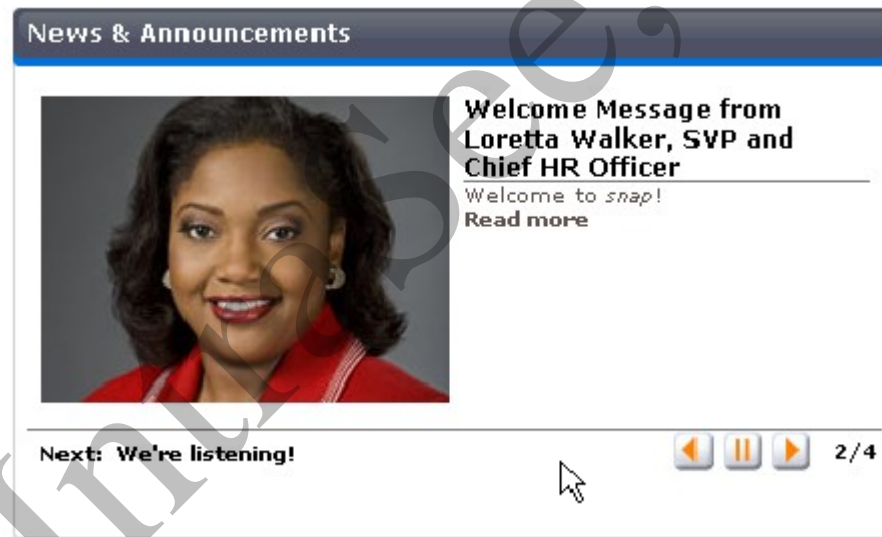 News & Announcements
Welcome Message from
Loretta Walker, SVP and
Chief HR Officer
Welcome to snap!
Read more
Next: We're listening!
2/4
IntraSee,